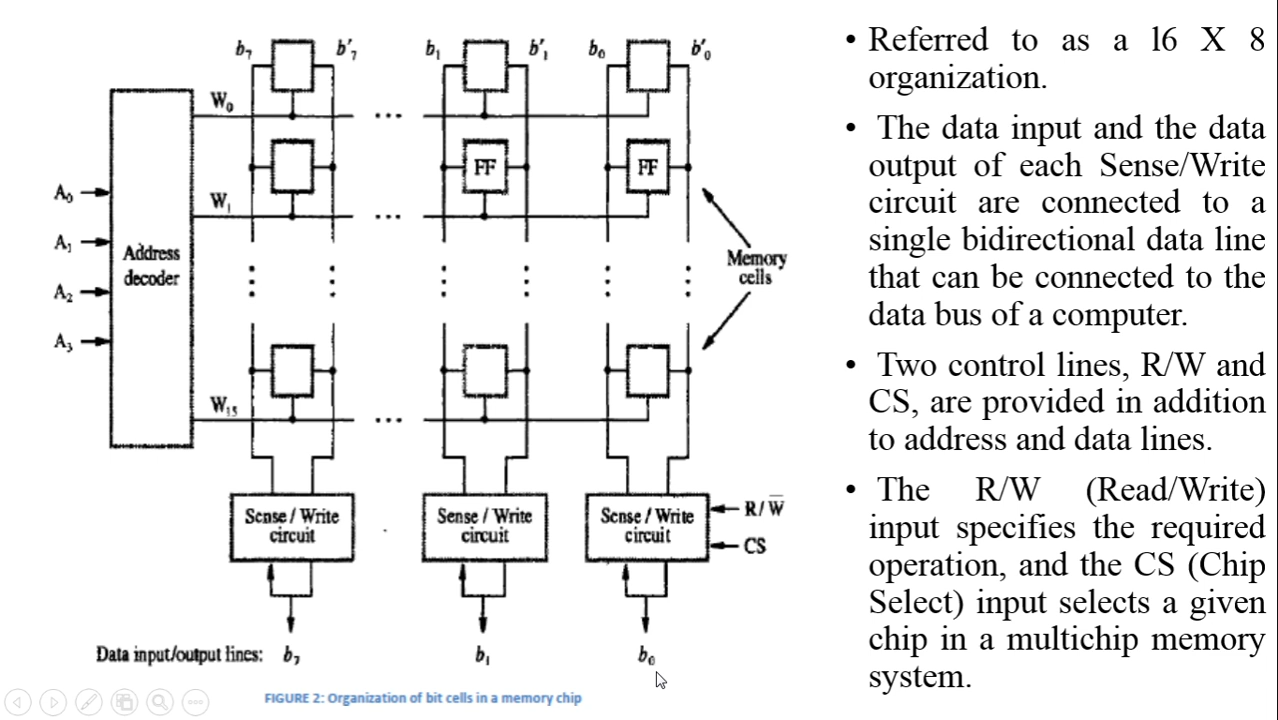 b₇ b'₇ b₁ b'₁ b₀ b'₀
W₀
...
FF FF
A₀
W₁
...
A₁
Address
decoder
Memory
cells
A₂
A₃
W₁₅
...
Sense / Write
circuit
Sense / Write
circuit
Sense / Write
circuit
R/W̅
CS
Data input/output lines: b₇ b₁ b₀
FIGURE 2: Organization of bit cells in a memory chip
• Referred to as a 16 X 8
organization.
• The data input and the data
output of each Sense/Write
circuit are connected to a
single bidirectional data line
that can be connected to the
data bus of a computer.
• Two control lines, R/W and
CS, are provided in addition
to address and data lines.
• The R/W (Read/Write)
input specifies the required
operation, and the CS (Chip
Select) input selects a given
chip in a multichip memory
system.